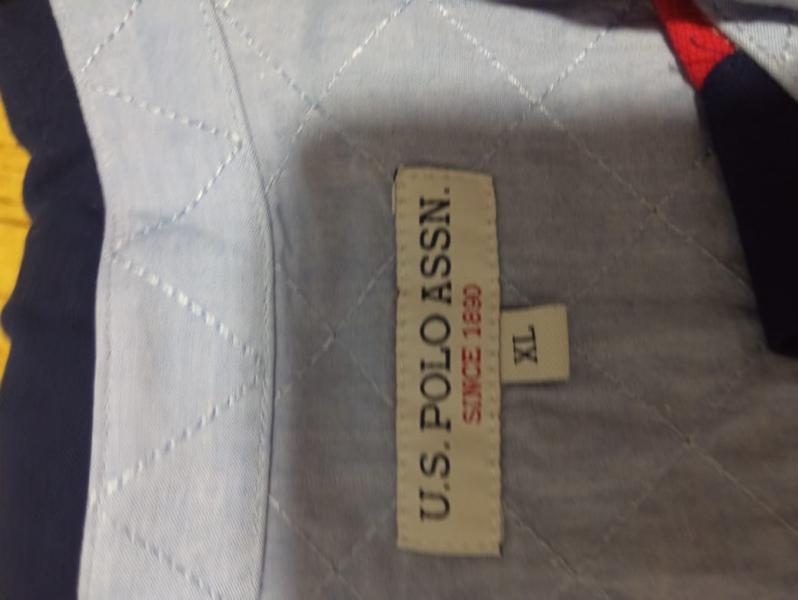 U.S. POLO ASSN.
SINCE 1890
XL